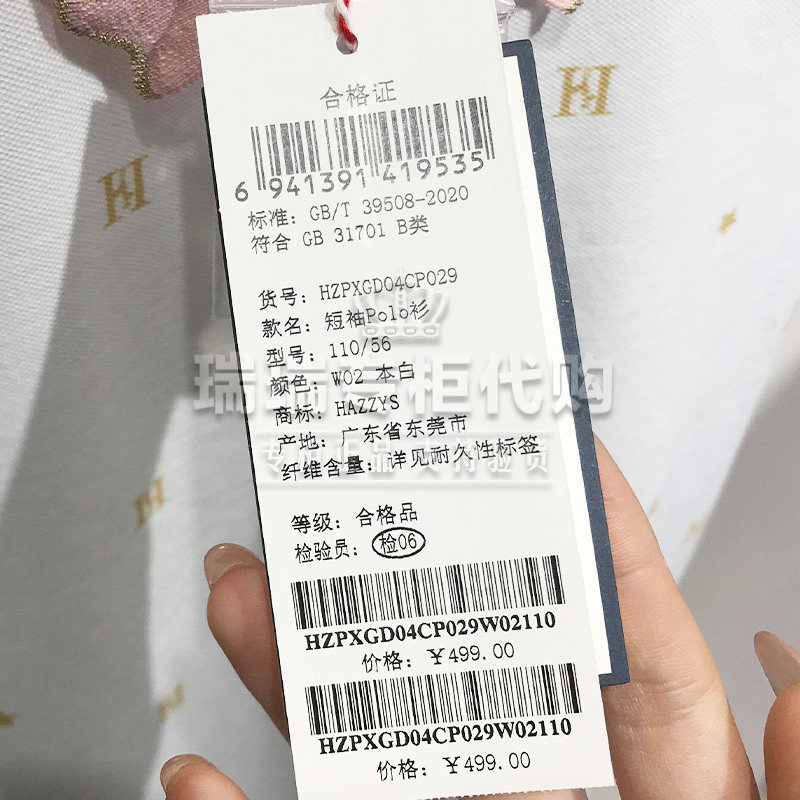 合格证
6 941391 419535
标准: GB/T 39508-2020
符合 GB 31701 B类
货号: HZPXGD04CP029
款名: 短袖Polo衫
型号: 110/56
颜色: W02 本白
商标: HAZZYS
产地: 广东省东莞市
纤维含量: 详见耐久性标签
等级: 合格品
检验员: 检06
HZPXGD04CP029W02110
价格: ¥499.00
HZPXGD04CP029W02110
价格: ¥499.00
H
H